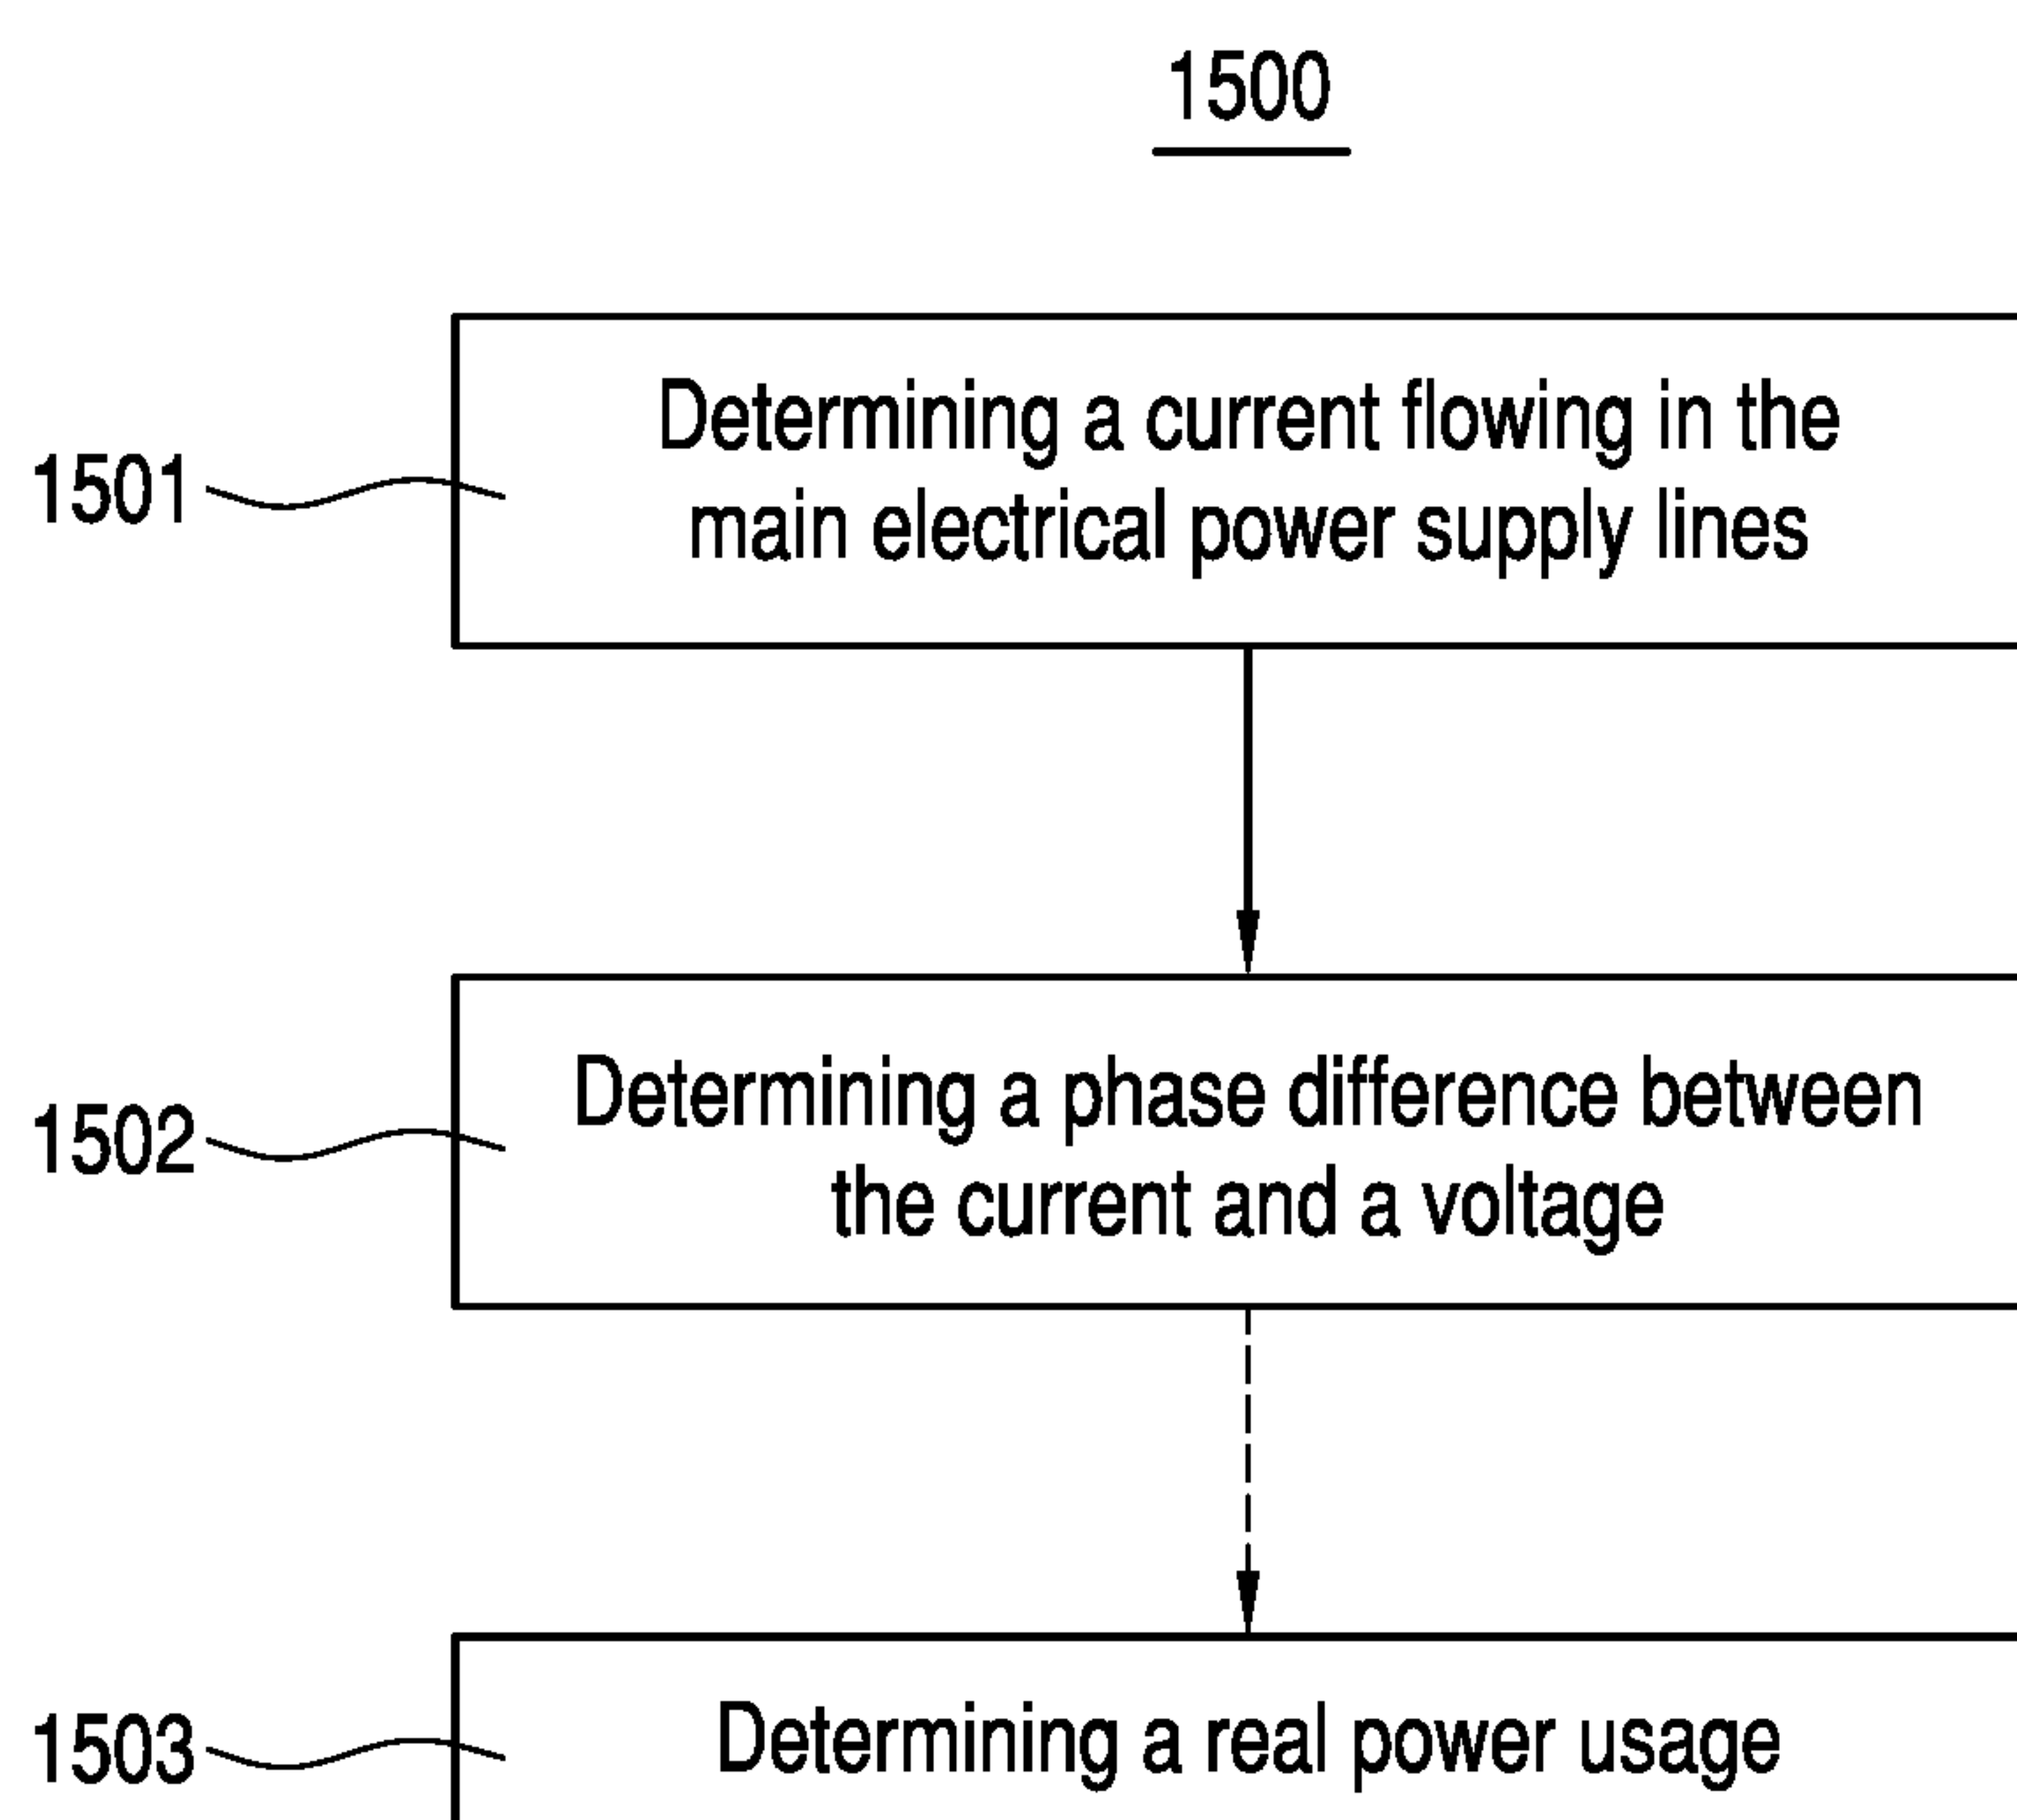 1500
1501
Determining a current flowing in the
main electrical power supply lines
1502
Determining a phase difference between
the current and a voltage
1503
Determining a real power usage